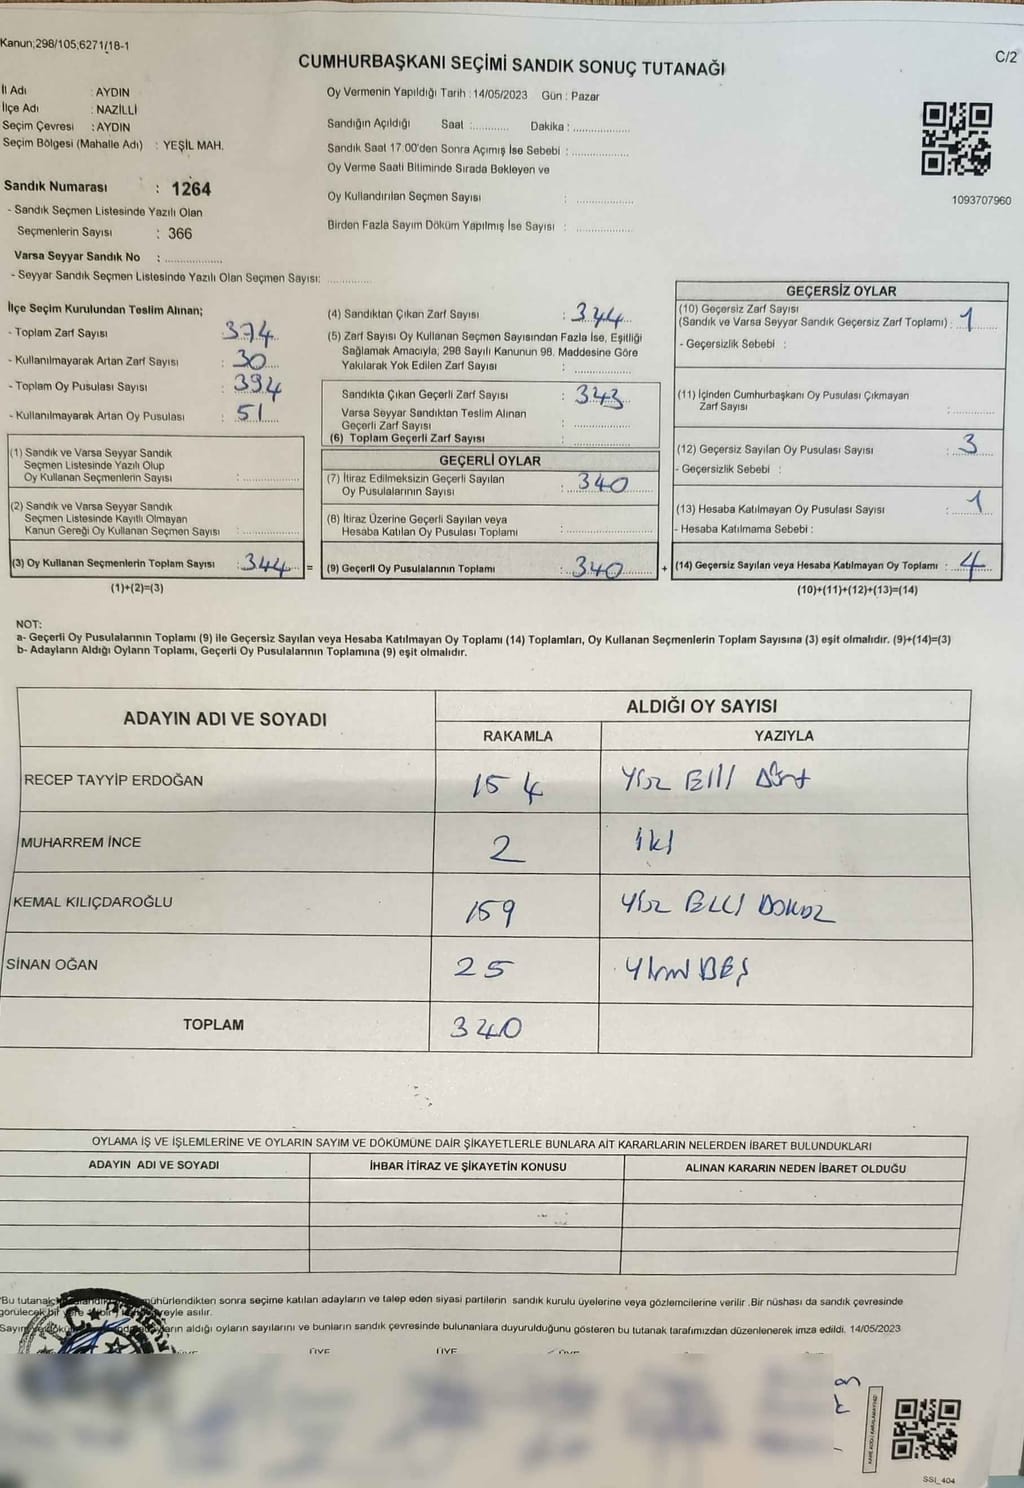 Kanun;298/105,6271/18-1
C/2
CUMHURBAŞKANI SEÇİMİ SANDIK SONUÇ TUTANAĞI
İl Adı : AYDIN
İlçe Adı : NAZİLLİ
Seçim Çevresi : AYDIN
Seçim Bölgesi (Mahalle Adı) : YEŞİL MAH.
Sandık Numarası : 1264
- Sandık Seçmen Listesinde Yazılı Olan
Seçmenlerin Sayısı : 366
Varsa Seyyar Sandık No : ..................
- Seyyar Sandık Seçmen Listesinde Yazılı Olan Seçmen Sayısı: ..............
Oy Vermenin Yapıldığı Tarih : 14/05/2023 Gün : Pazar
Sandığın Açıldığı Saat :............ Dakika : ..................
Sandık Saat 17.00'den Sonra Açımış İse Sebebi : ..................
Oy Verme Saati Bitiminde Sırada Bekleyen ve
Oy Kullandırılan Seçmen Sayısı : ..................
Birden Fazla Sayım Döküm Yapılmış İse Sayısı : ..................
1093707960
İlçe Seçim Kurulundan Teslim Alınan;
- Toplam Zarf Sayısı : 374
- Kullanılmayarak Artan Zarf Sayısı : 30
- Toplam Oy Pusulası Sayısı : 394
- Kullanılmayarak Artan Oy Pusulası : 51
(1) Sandık ve Varsa Seyyar Sandık
Seçmen Listesinde Yazılı Olup
Oy Kullanan Seçmenlerin Sayısı : ..................
(2) Sandık ve Varsa Seyyar Sandık
Seçmen Listesinde Kayıtlı Olmayan
Kanun Gereği Oy Kullanan Seçmen Sayısı : ..................
(3) Oy Kullanan Seçmenlerin Toplam Sayısı : 344 =
(1)+(2)=(3)
(4) Sandıktan Çıkan Zarf Sayısı : 344
(5) Zarf Sayısı Oy Kullanan Seçmen Sayısından Fazla İse, Eşitliği
Sağlamak Amacıyla, 298 Sayılı Kanunun 98. Maddesine Göre
Yakılarak Yok Edilen Zarf Sayısı : ..................
Sandıkta Çıkan Geçerli Zarf Sayısı : 343
Varsa Seyyar Sandıktan Teslim Alınan
Geçerli Zarf Sayısı : ..................
(6) Toplam Geçerli Zarf Sayısı : ..................
GEÇERLİ OYLAR
(7) İtiraz Edilmeksizin Geçerli Sayılan
Oy Pusulalarının Sayısı : 340
(8) İtiraz Üzerine Geçerli Sayılan veya
Hesaba Katılan Oy Pusulası Toplamı : ..................
(9) Geçerli Oy Pusulalarının Toplamı : 340 +
GEÇERSİZ OYLAR
(10) Geçersiz Zarf Sayısı
(Sandık ve Varsa Seyyar Sandık Geçersiz Zarf Toplamı) : 1
- Geçersizlik Sebebi :
(11) İçinden Cumhurbaşkanı Oy Pusulası Çıkmayan
Zarf Sayısı : ..................
(12) Geçersiz Sayılan Oy Pusulası Sayısı : 3
- Geçersizlik Sebebi :
(13) Hesaba Katılmayan Oy Pusulası Sayısı : 1
- Hesaba Katılmama Sebebi :
(14) Geçersiz Sayılan veya Hesaba Katılmayan Oy Toplamı : 4
(10)+(11)+(12)+(13)=(14)
NOT:
a- Geçerli Oy Pusulalarının Toplamı (9) ile Geçersiz Sayılan veya Hesaba Katılmayan Oy Toplamı (14) Toplamları, Oy Kullanan Seçmenlerin Toplam Sayısına (3) eşit olmalıdır. (9)+(14)=(3)
b- Adayların Aldığı Oyların Toplamı, Geçerli Oy Pusulalarının Toplamına (9) eşit olmalıdır.
ADAYIN ADI VE SOYADI
ALDIĞI OY SAYISI
RAKAMLA YAZIYLA
RECEP TAYYİP ERDOĞAN 154 Yüz Elli Dört
MUHARREM İNCE 2 iki
KEMAL KILIÇDAROĞLU 159 Yüz ELLİ DOKUZ
SİNAN OĞAN 25 Yirmi BEŞ
TOPLAM 340
OYLAMA İŞ VE İŞLEMLERİNE VE OYLARIN SAYIM VE DÖKÜMÜNE DAİR ŞİKAYETLERLE BUNLARA AİT KARARLARIN NELERDEN İBARET BULUNDUKLARI
ADAYIN ADI VE SOYADI İHBAR İTİRAZ VE ŞİKAYETİN KONUSU ALINAN KARARIN NEDEN İBARET OLDUĞU
Bu tutanak mühürlendikten sonra seçime katılan adayların ve talep eden siyasi partilerin sandık kurulu üyelerine veya gözlemcilerine verilir .Bir nüshası da sandık çevresinde
görülecek bir yere asılır.
Sayım aldığı oyların sayılarını ve bunların sandık çevresinde bulunanlara duyurulduğunu gösteren bu tutanak tarafımızdan düzenlenerek imza edildi. 14/05/2023
ÜYE ÜYE ÜYE
SSI_404